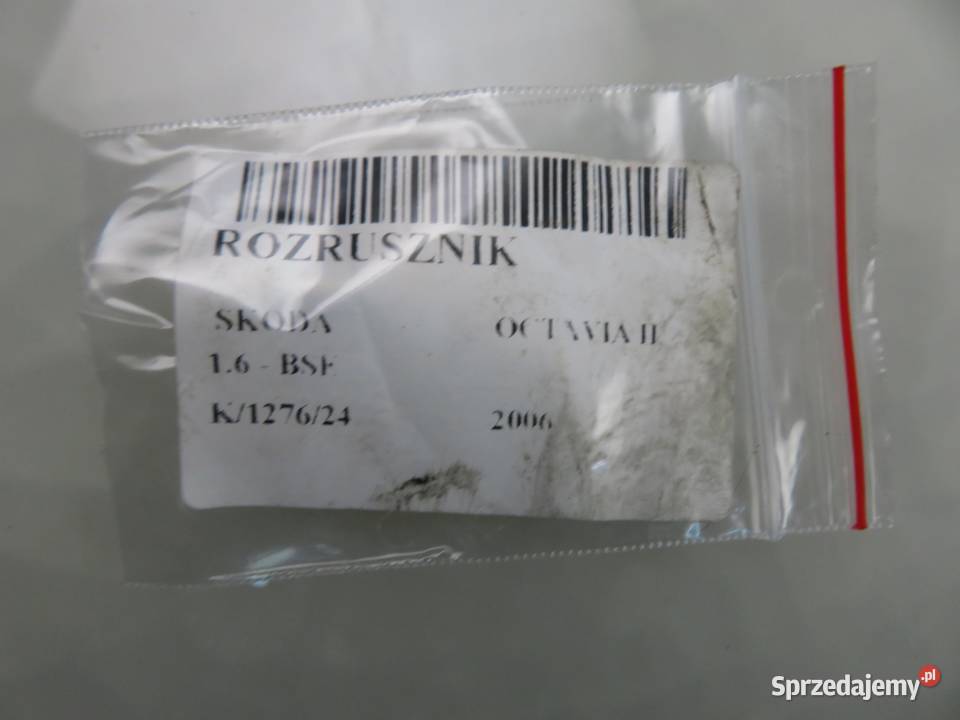 ROZRUSZNIK
SKODA OCTAVIA II
1.6 - BSF
K/1276/24 2006
Sprzedajemy.pl